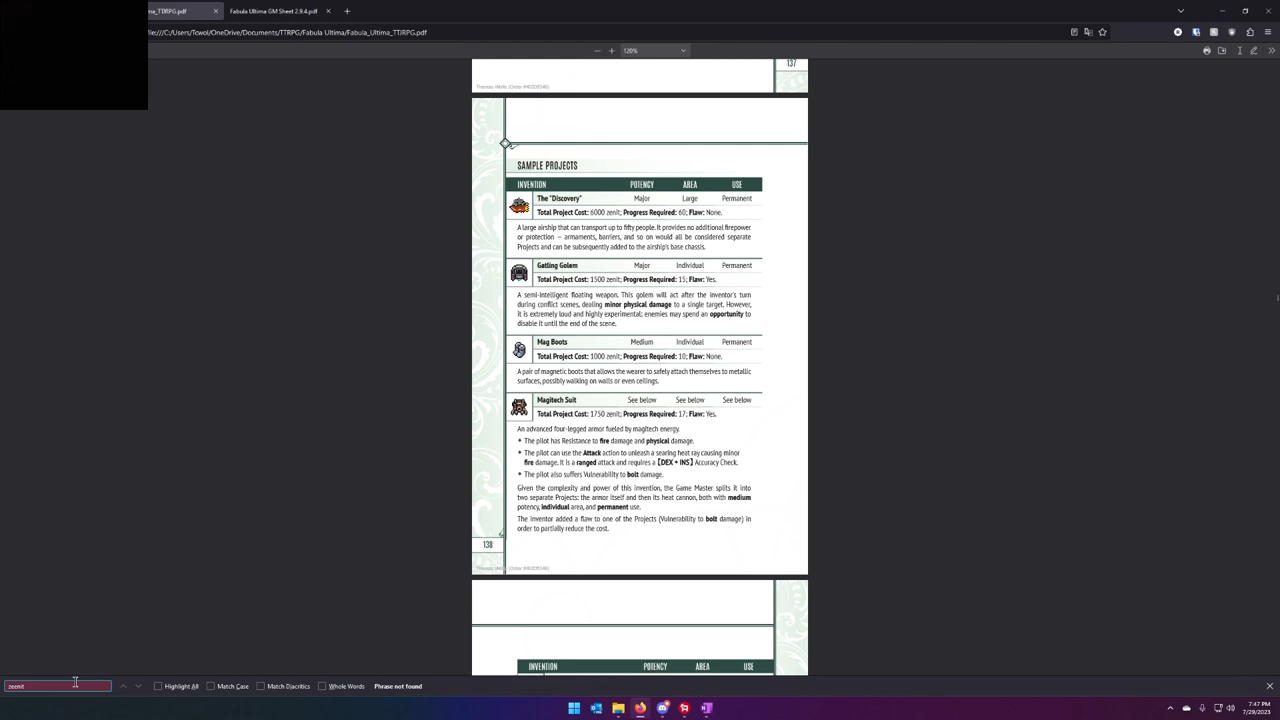 ma_TTJRPG.pdf
Fabula Ultima GM Sheet 2.9.4.pdf
file:///C:/Users/Tcwol/OneDrive/Documents/TTRPG/Fabula Ultima/Fabula_Ultima_TTJRPG.pdf
120%
137
SAMPLE PROJECTS
INVENTION POTENCY AREA USE
The "Discovery" Major Large Permanent
Total Project Cost: 6000 zenit; Progress Required: 60; Flaw: None.
A large airship that can transport up to fifty people. It provides no additional firepower
or protection — armaments, barriers, and so on would all be considered separate
Projects and can be subsequently added to the airship's base chassis.
Gatling Golem Major Individual Permanent
Total Project Cost: 1500 zenit; Progress Required: 15; Flaw: Yes.
A semi-intelligent floating weapon. This golem will act after the inventor's turn
during conflict scenes, dealing minor physical damage to a single target. However,
it is extremely loud and highly experimental: enemies may spend an opportunity to
disable it until the end of the scene.
Mag Boots Medium Individual Permanent
Total Project Cost: 1000 zenit; Progress Required: 10; Flaw: None.
A pair of magnetic boots that allows the wearer to safely attach themselves to metallic
surfaces, possibly walking on walls or even ceilings.
Magitech Suit See below See below See below
Total Project Cost: 1750 zenit; Progress Required: 17; Flaw: Yes.
An advanced four-legged armor fueled by magitech energy.
✦ The pilot has Resistance to fire damage and physical damage.
✦ The pilot can use the Attack action to unleash a searing heat ray causing minor
fire damage. It is a ranged attack and requires a【DEX + INS】Accuracy Check.
✦ The pilot also suffers Vulnerability to bolt damage.
Given the complexity and power of this invention, the Game Master splits it into
two separate Projects: the armor itself and then its heat cannon, both with medium
potency, individual area, and permanent use.
The inventor added a flaw to one of the Projects (Vulnerability to bolt damage) in
order to partially reduce the cost.
138
INVENTION POTENCY AREA USE
zeenit
Highlight All Match Case Match Diacritics Whole Words Phrase not found
7:47 PM
7/29/2023